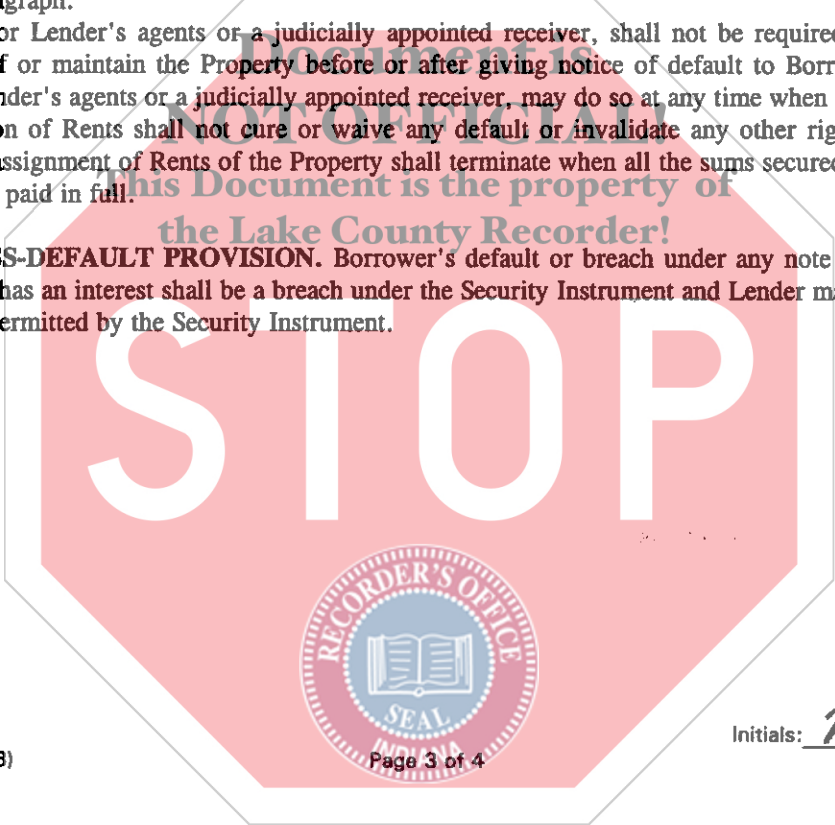 agraph.
or Lender's agents or a judicially appointed receiver, shall not be required
f or maintain the Property before or after giving notice of default to Borr
nder's agents or a judicially appointed receiver, may do so at any time when
on of Rents shall not cure or waive any default or invalidate any other rig
assignment of Rents of the Property shall terminate when all the sums secured
paid in full.
Document is
NOT OFFICIAL!
This Document is the property of
the Lake County Recorder!
S-DEFAULT PROVISION. Borrower's default or breach under any note
has an interest shall be a breach under the Security Instrument and Lender ma
ermitted by the Security Instrument.
STOP
RECORDER'S OFFICE
SEAL
INDIANA
Initials:
3)
Page 3 of 4